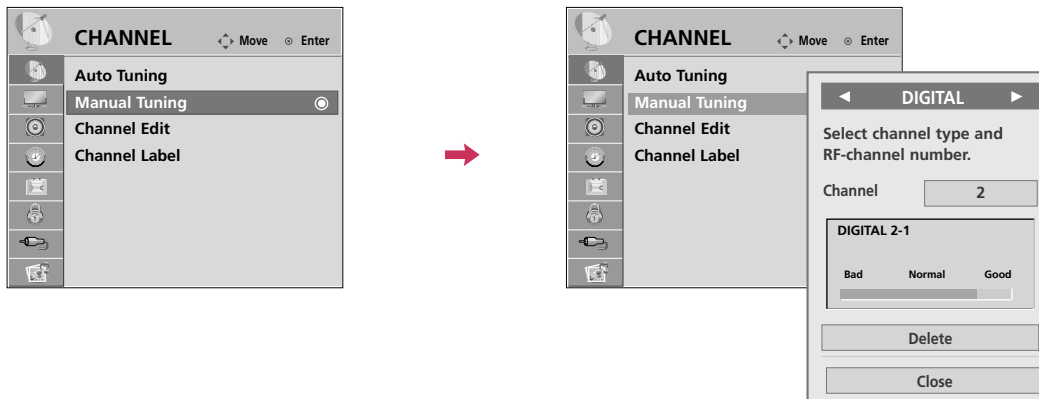 CHANNEL Move Enter
Auto Tuning
Manual Tuning
Channel Edit
Channel Label
CHANNEL Move Enter
Auto Tuning
Manual Tuning
Channel Edit
Channel Label
◄ DIGITAL ►
Select channel type and
RF-channel number.
Channel 2
DIGITAL 2-1
Bad Normal Good
Delete
Close